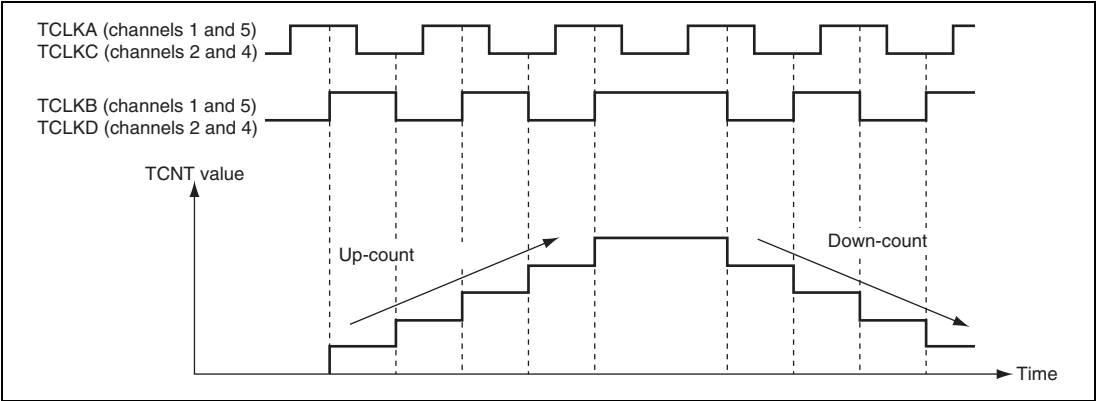 TCLKA (channels 1 and 5)
TCLKC (channels 2 and 4)
TCLKB (channels 1 and 5)
TCLKD (channels 2 and 4)
TCNT value
Up-count
Down-count
Time